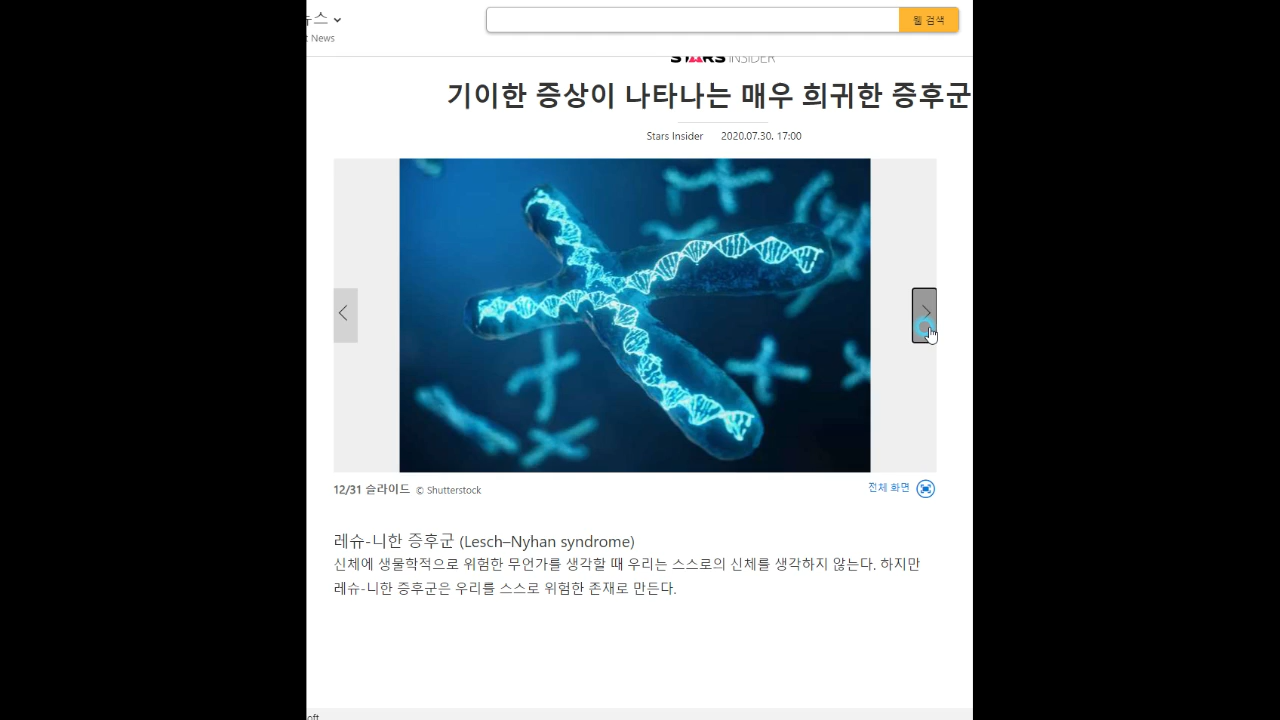 뉴스
News
웹 검색
STARS INSIDER
기이한 증상이 나타나는 매우 희귀한 증후군
Stars Insider 2020.07.30. 17:00
12/31 슬라이드 © Shutterstock
전체 화면
레슈-니한 증후군 (Lesch–Nyhan syndrome)
신체에 생물학적으로 위험한 무언가를 생각할 때 우리는 스스로의 신체를 생각하지 않는다. 하지만
레슈-니한 증후군은 우리를 스스로 위험한 존재로 만든다.